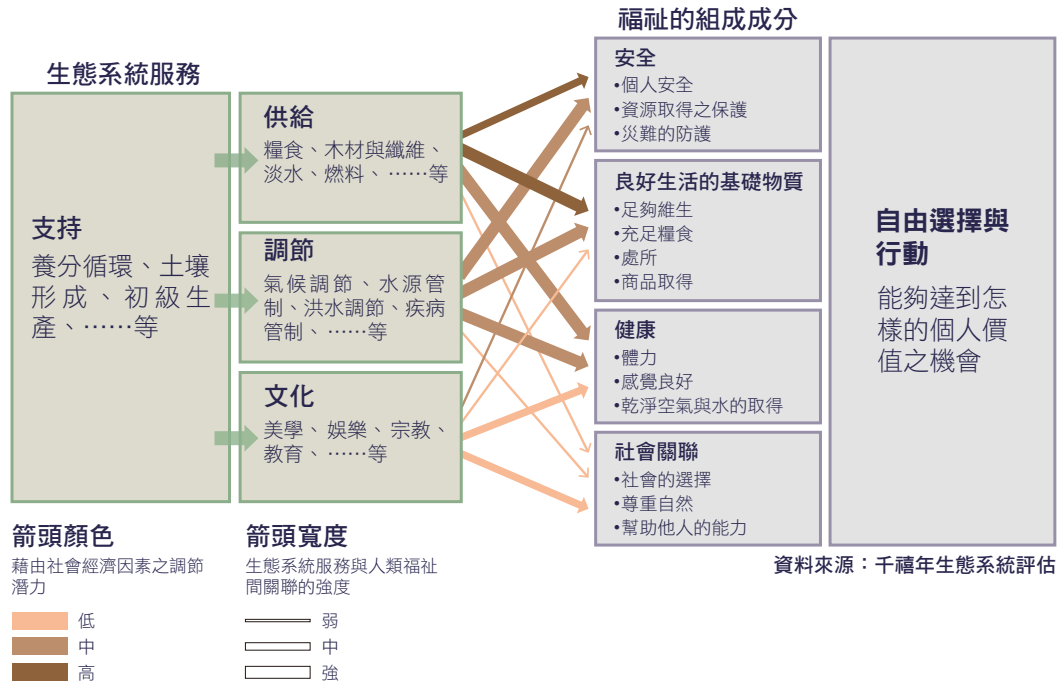 生態系統服務
支持
養分循環、土壤
形成、初級生
產、⋯⋯等
供給
糧食、木材與纖維、
淡水、燃料、⋯⋯等
調節
氣候調節、水源管
制、洪水調節、疾病
管制、⋯⋯等
文化
美學、娛樂、宗教、
教育、⋯⋯等
福祉的組成成分
安全
•個人安全
•資源取得之保護
•災難的防護
良好生活的基礎物質
•足夠維生
•充足糧食
•處所
•商品取得
健康
•體力
•感覺良好
•乾淨空氣與水的取得
社會關聯
•社會的選擇
•尊重自然
•幫助他人的能力
自由選擇與
行動
能夠達到怎
樣的個人價
值之機會
資料來源：千禧年生態系統評估
箭頭顏色
藉由社會經濟因素之調節
潛力
低
中
高
箭頭寬度
生態系統服務與人類福祉
間關聯的強度
弱
中
強